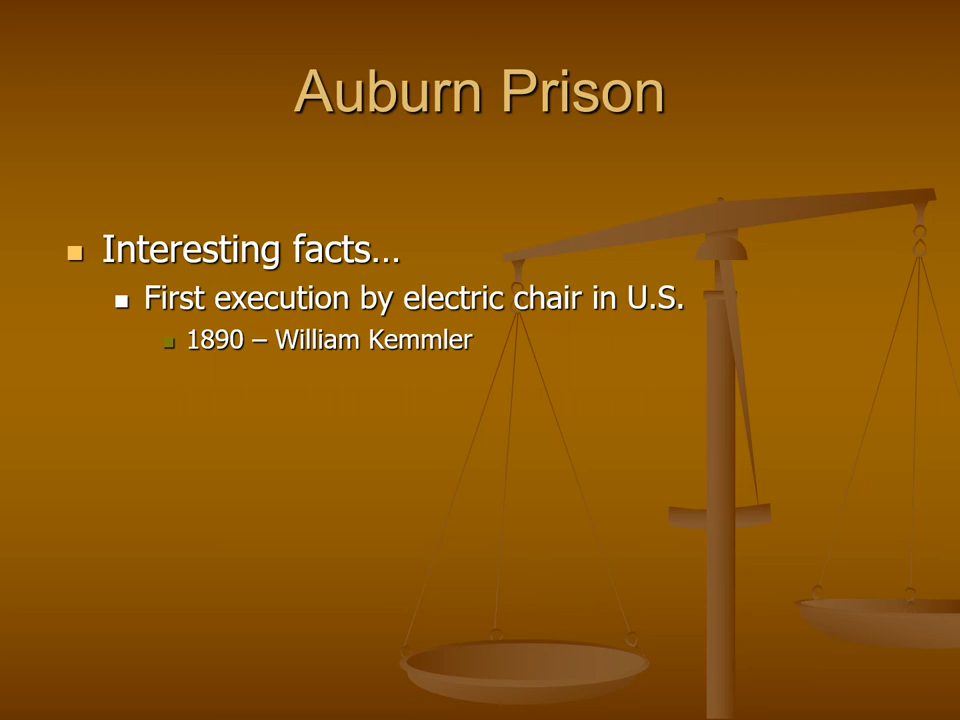 Auburn Prison
Interesting facts…
First execution by electric chair in U.S.
1890 – William Kemmler